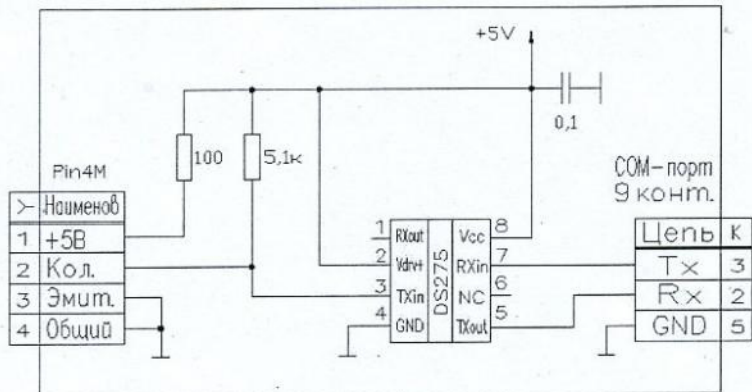 +5V
0,1
100
5,1к
Pin4M
Наименов
1 +5В
2 Кол.
3 Эмит.
4 Общий
1 RXout
2 Vdrv+
3 TXin
4 GND
DS275
Vcc 8
RXin 7
NC 6
TXout 5
COM-порт
9 конт.
Цепь К
Tx 3
Rx 2
GND 5